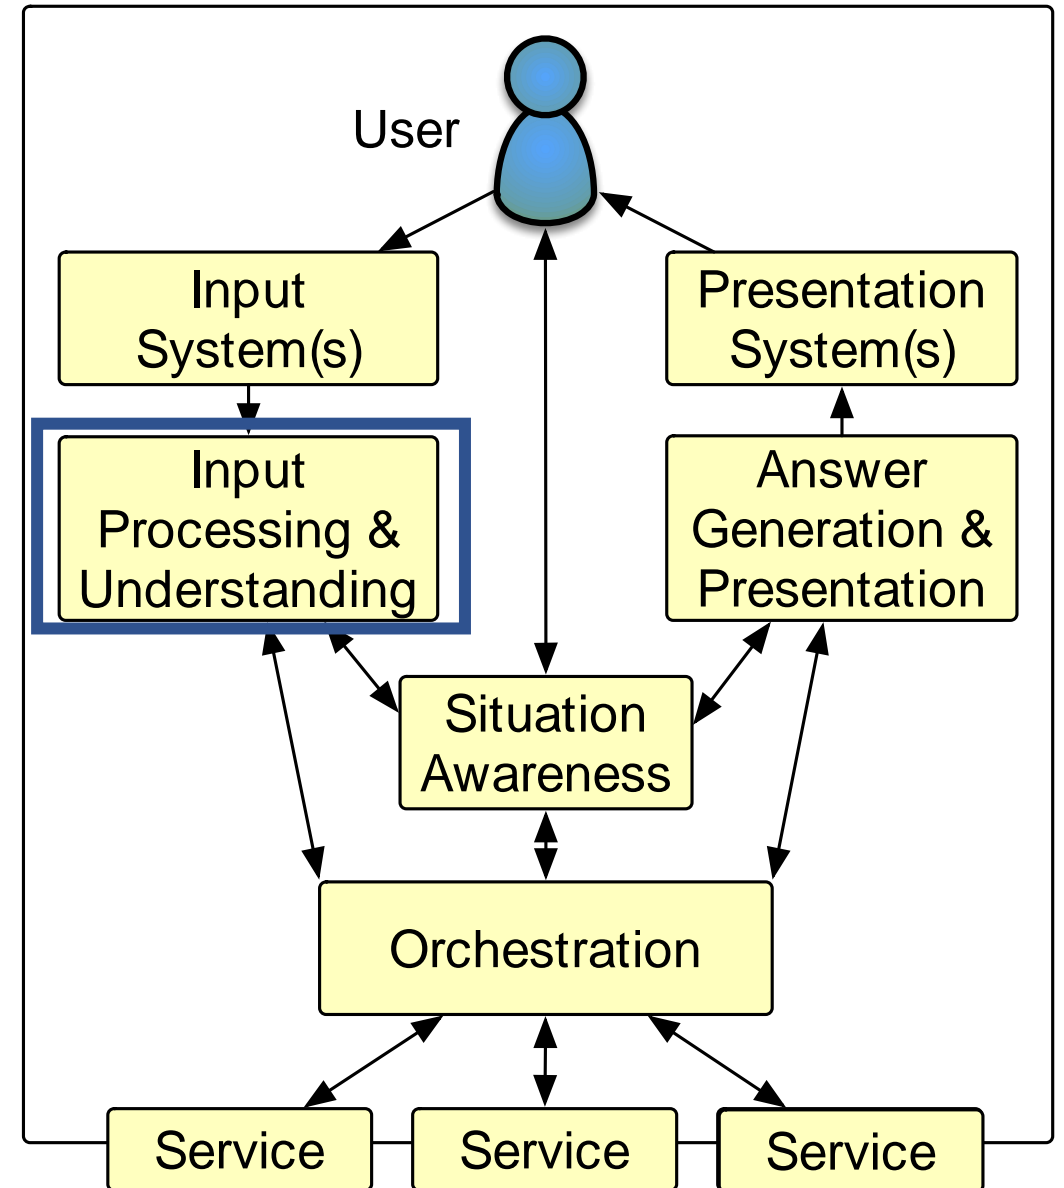 User
Input
System(s)
Presentation
System(s)
Input
Processing &
Understanding
Answer
Generation &
Presentation
Situation
Awareness
Orchestration
Service
Service
Service